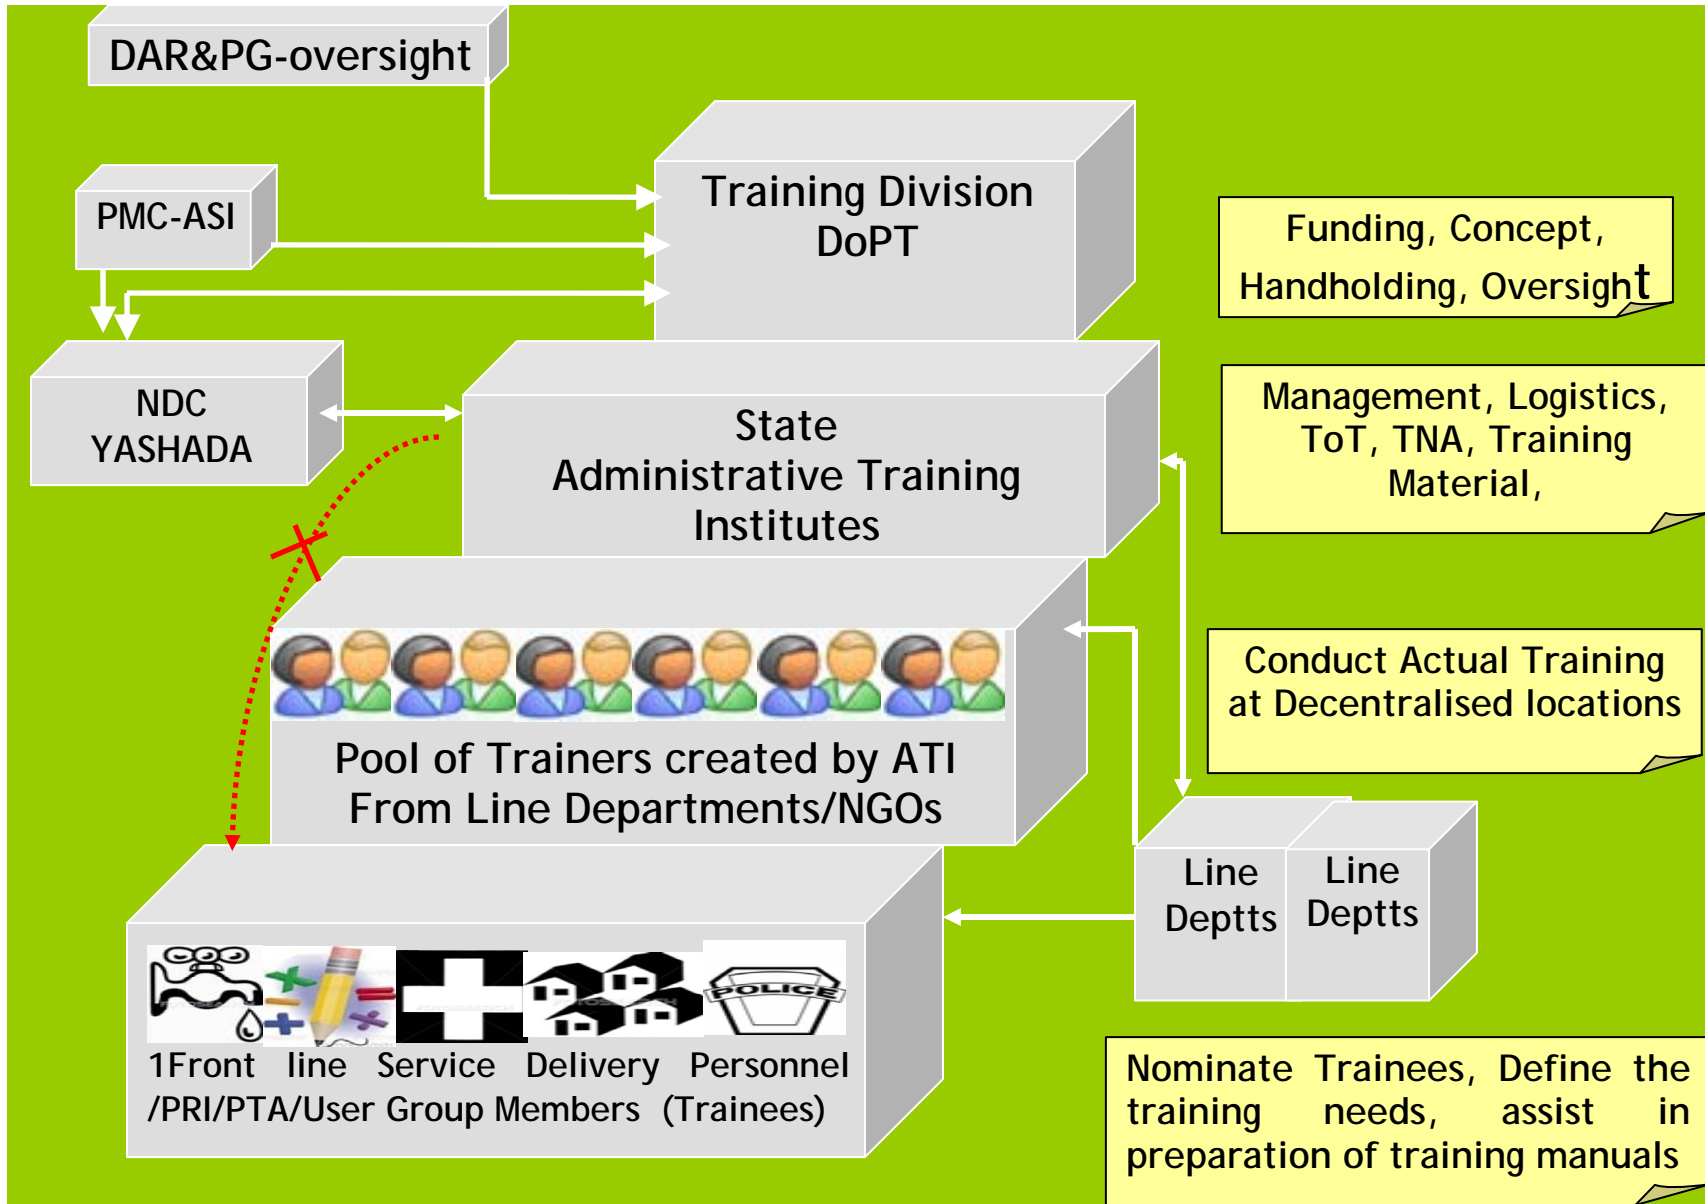 DAR&PG-oversight
PMC-ASI
Training Division
DoPT
Funding, Concept,
Handholding, Oversight
NDC
YASHADA
State
Administrative Training
Institutes
Management, Logistics,
ToT, TNA, Training
Material,
Pool of Trainers created by ATI
From Line Departments/NGOs
Conduct Actual Training
at Decentralised locations
Line
Deptts
Line
Deptts
POLICE
1Front line Service Delivery Personnel
/PRI/PTA/User Group Members (Trainees)
Nominate Trainees, Define the
training needs, assist in
preparation of training manuals